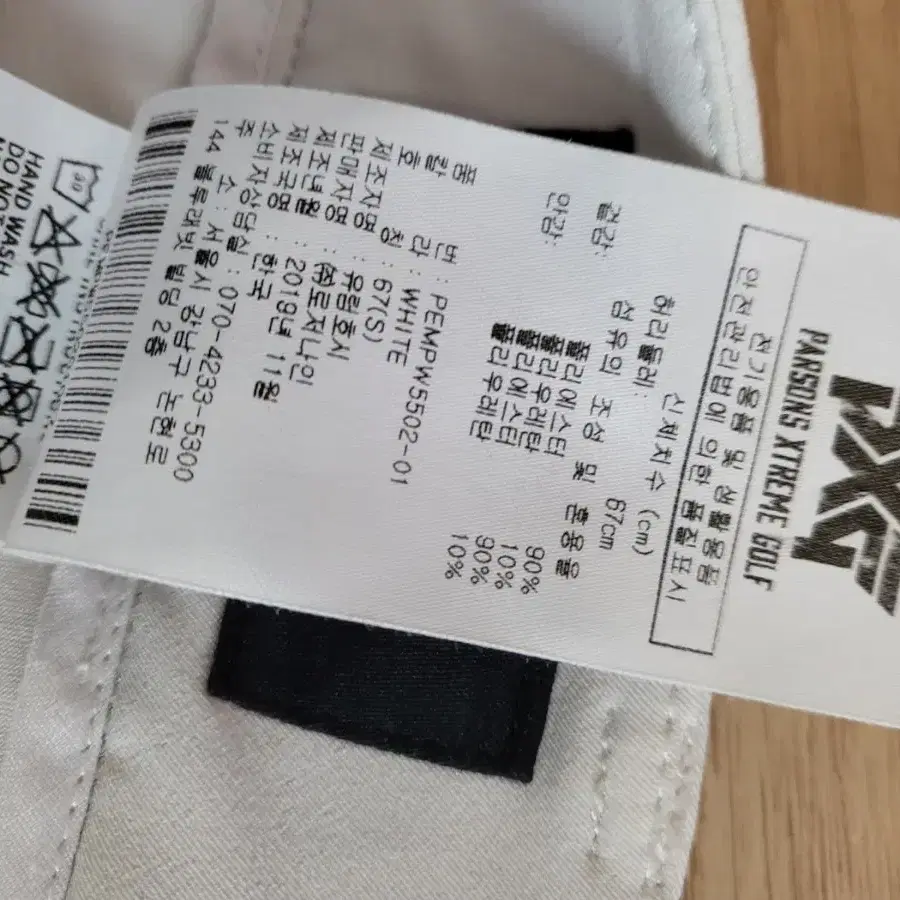 PXG
PARSONS XTREME GOLF
전기용품 및 생활용품
안전관리법에 의한 품질표시
신체치수 (cm)
허리둘레: 67cm
섬유의 조성 및 혼용율
겉감: 폴리에스터 90%
폴리우레탄 10%
안감: 폴리에스터 90%
폴리우레탄 10%
품 번 : PEMPW5502-01
칼 라 : WHITE
호 칭 : 67(S)
제조자명 : 유림호시
판매자명 : ㈜로저나인
제조년월 : 2019년 11월
제조국명 : 한국
소비자상담실 : 070-4233-5300
주 소 : 서울시 강남구 논현로
144 블루래빗 빌딩 2층
30
HAND WASH
DO NOT